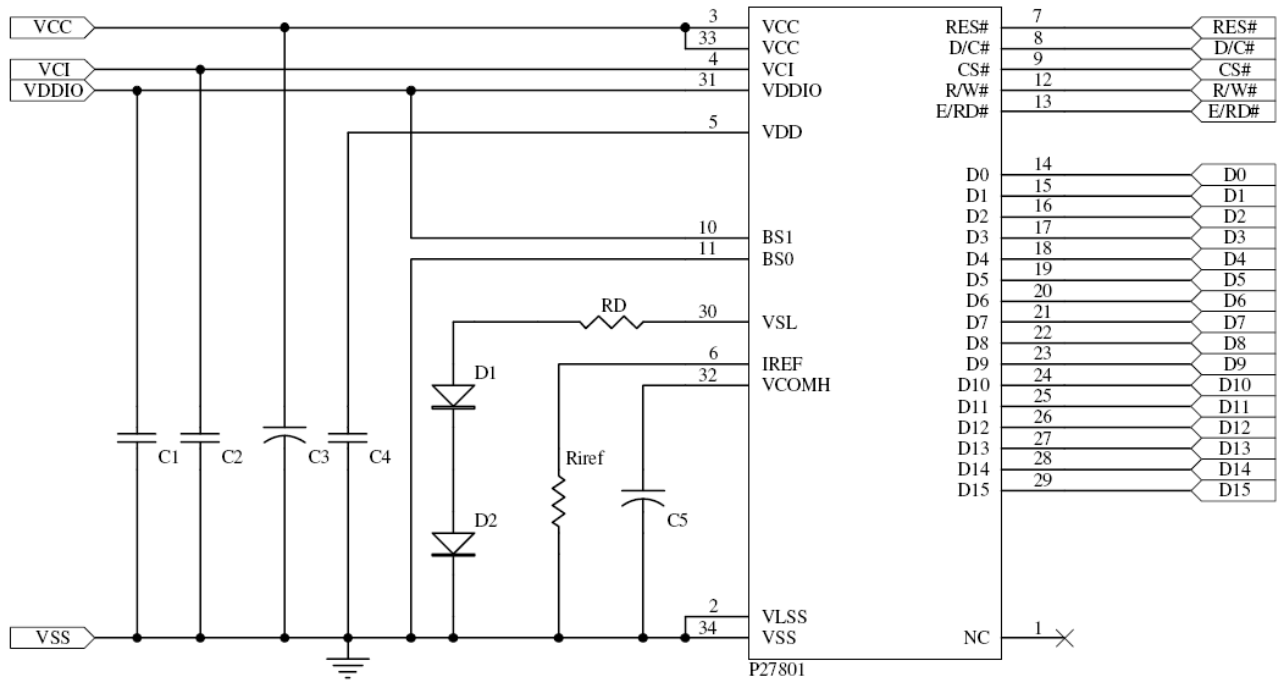 VCC 3 VCC RES# 7 RES#
33 VCC D/C# 8 D/C#
VCI 4 VCI CS# 9 CS#
VDDIO 31 VDDIO R/W# 12 R/W#
E/RD# 13 E/RD#
5 VDD
D0 14 D0
D1 15 D1
D2 16 D2
10 BS1 D3 17 D3
11 BS0 D4 18 D4
D5 19 D5
RD D6 20 D6
30 VSL D7 21 D7
D8 22 D8
6 IREF D9 23 D9
D1 32 VCOMH D10 24 D10
D11 25 D11
D12 26 D12
C1 C2 C3 C4 Riref D13 27 D13
D14 28 D14
D15 29 D15
D2 C5
2 VLSS
VSS 34 VSS NC 1
P27801